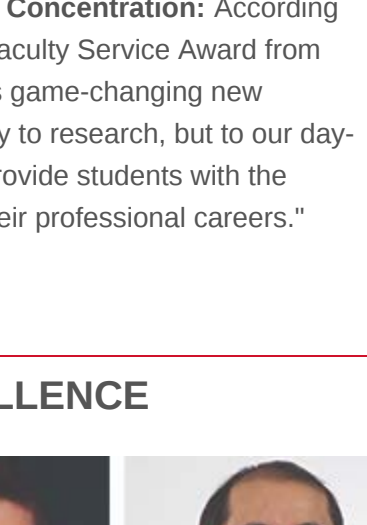 Concentration: According
aculty Service Award from
s game-changing new
y to research, but to our day-
rovide students with the
eir professional careers."
LLENCE